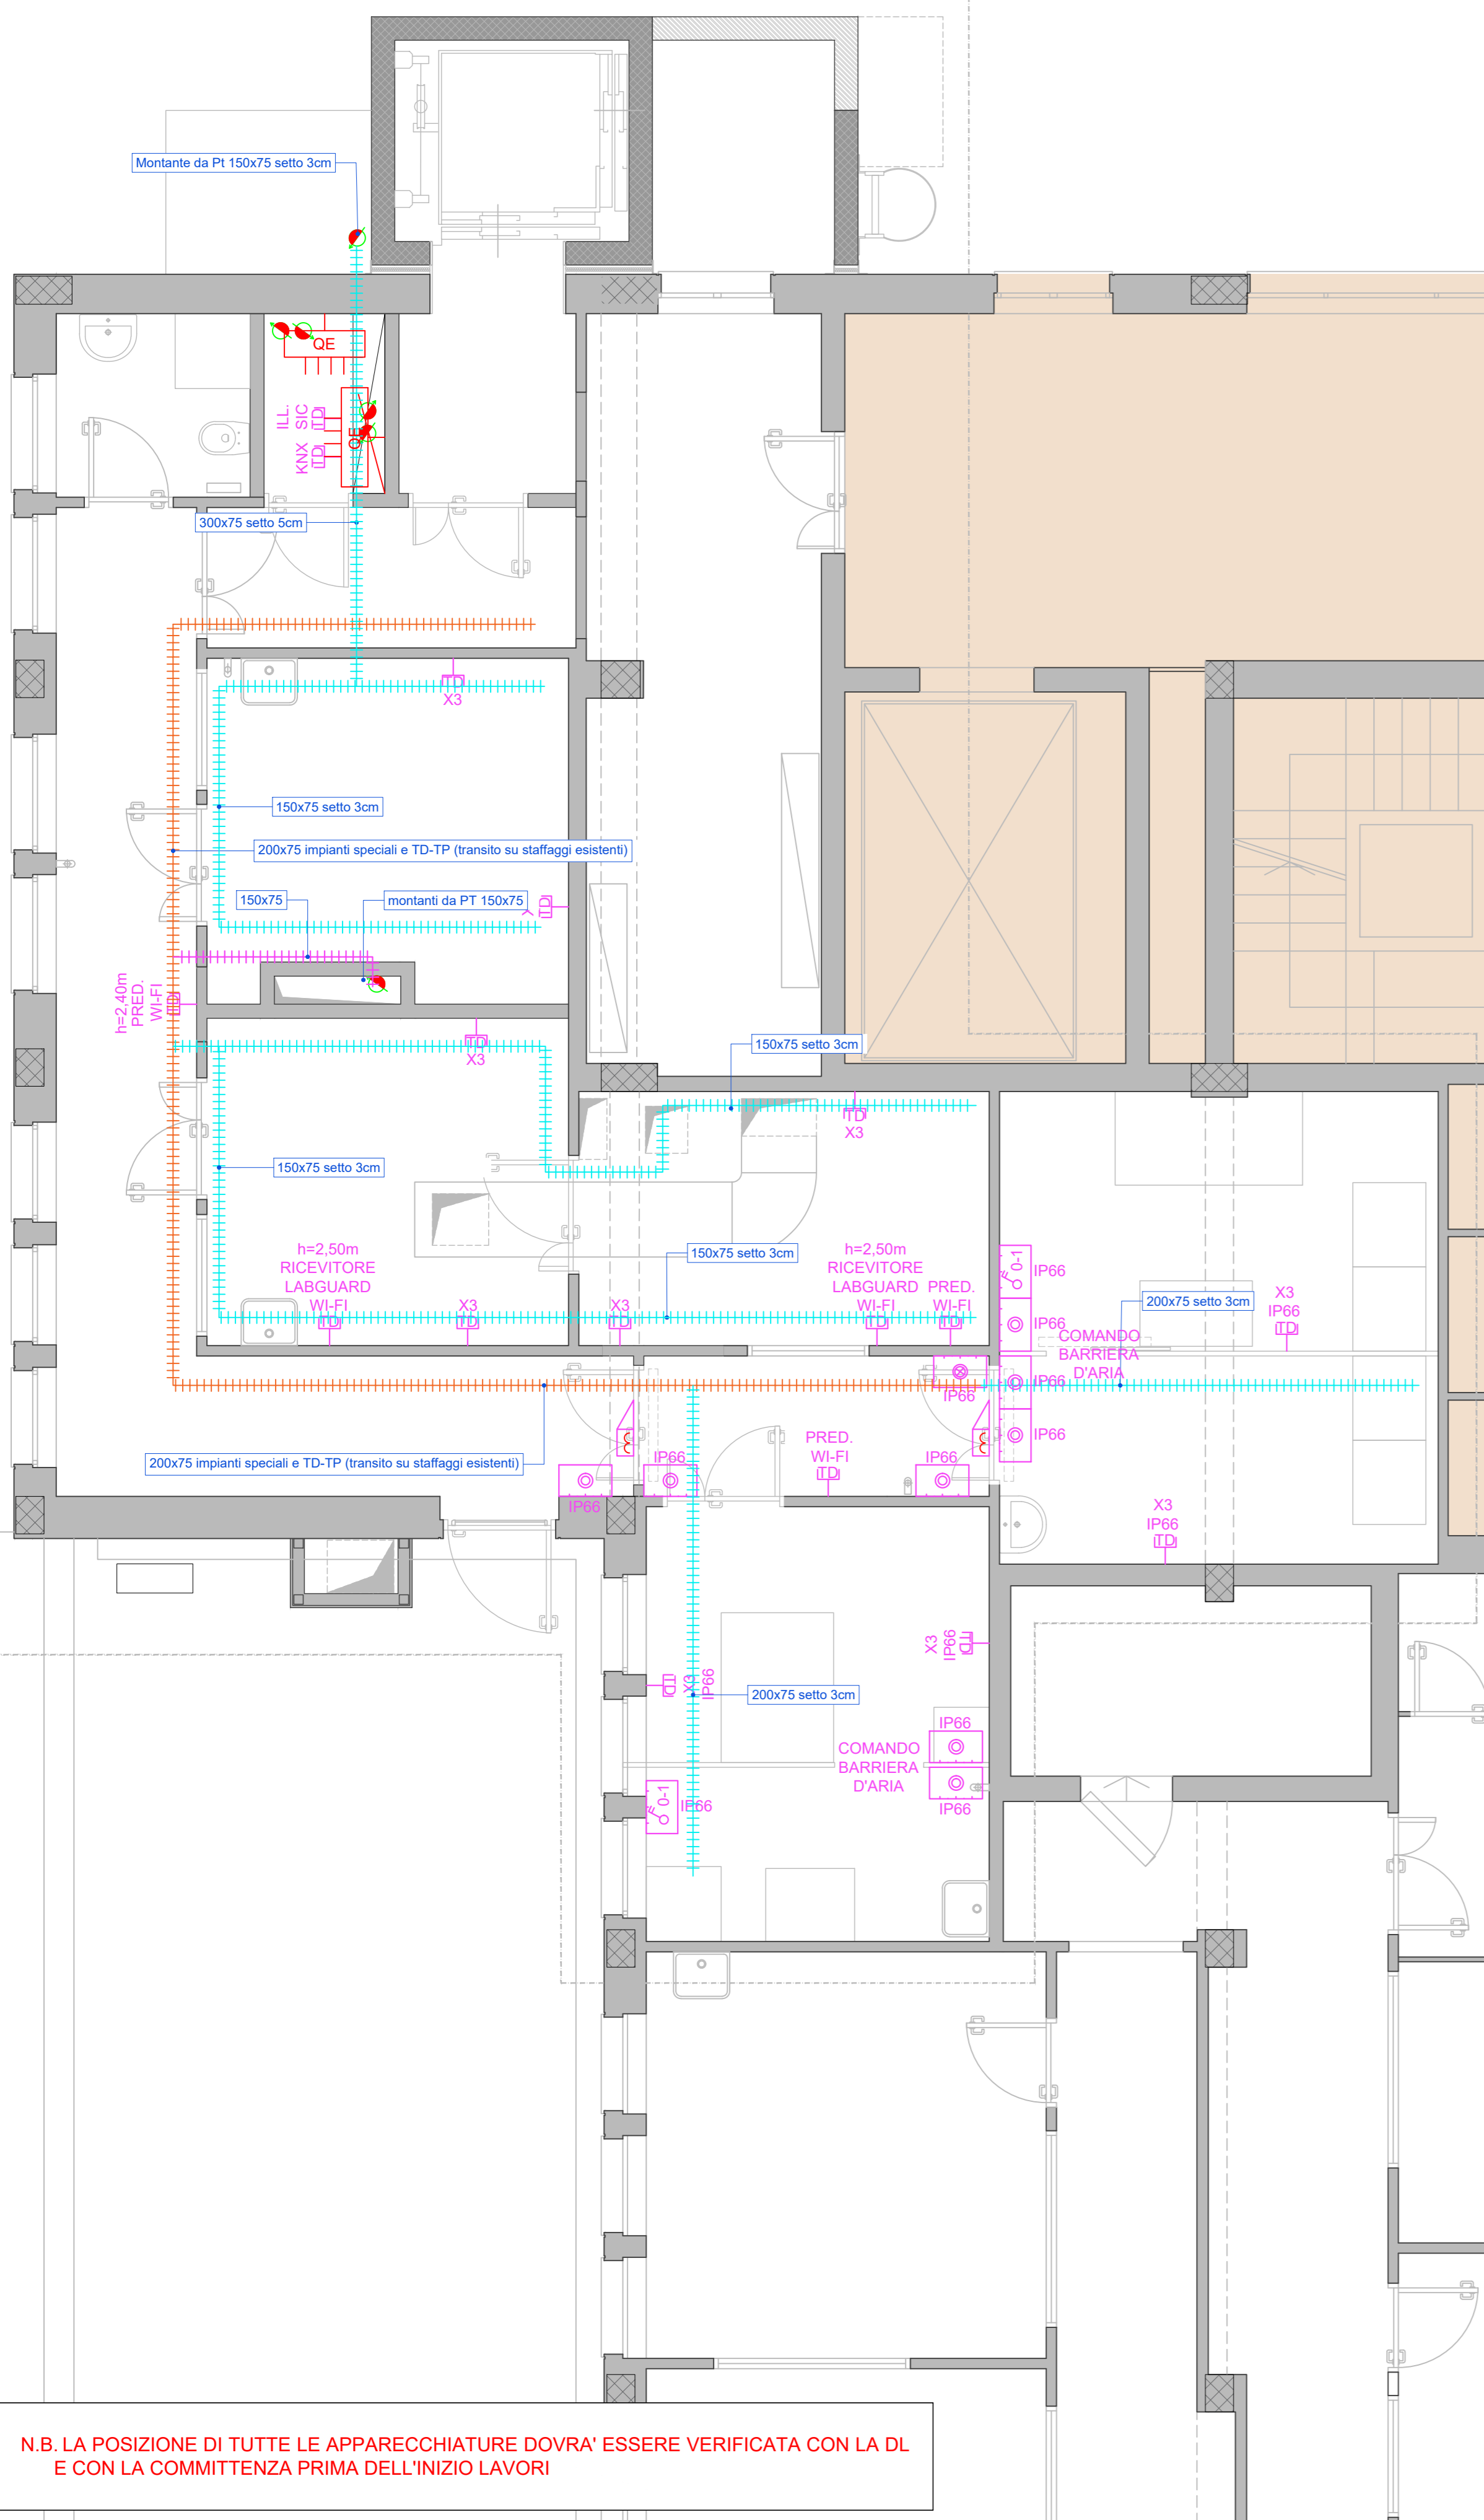 Montante da Pt 150x75 setto 3cm
QE
ILL.
SIC
TD
KNX
TD
QE
300x75 setto 5cm
TD
X3
150x75 setto 3cm
200x75 impianti speciali e TD-TP (transito su staffaggi esistenti)
150x75
montanti da PT 150x75
TD
h=2,40m
PRED.
WI-FI
TD
TD
X3
150x75 setto 3cm
TD
X3
150x75 setto 3cm
h=2,50m
RICEVITORE
LABGUARD
WI-FI
TD
X3
TD
X3
TD
150x75 setto 3cm
h=2,50m
RICEVITORE
LABGUARD
WI-FI
TD
PRED.
WI-FI
TD
0-1
IP66
IP66
200x75 setto 3cm
X3
IP66
TD
COMANDO
BARRIERA
D'ARIA
IP66
IP66
IP66
200x75 impianti speciali e TD-TP (transito su staffaggi esistenti)
IP66
IP66
PRED.
WI-FI
TD
IP66
X3
IP66
TD
X3
IP66
TD
TD
X3
IP66
200x75 setto 3cm
IP66
COMANDO
BARRIERA
D'ARIA
IP66
0-1
IP66
N.B. LA POSIZIONE DI TUTTE LE APPARECCHIATURE DOVRA' ESSERE VERIFICATA CON LA DL
E CON LA COMMITTENZA PRIMA DELL'INIZIO LAVORI